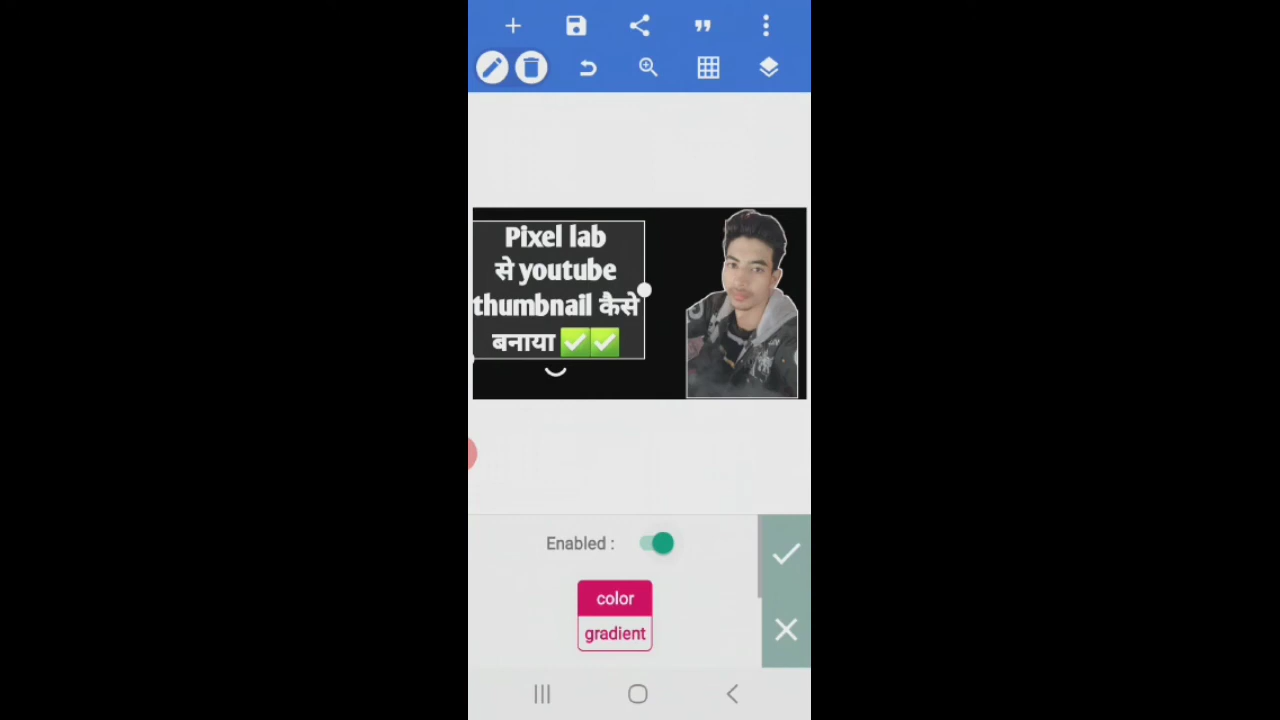 Pixel lab
से youtube
thumbnail कैसे
बनाया ✅✅
Enabled :
color
gradient